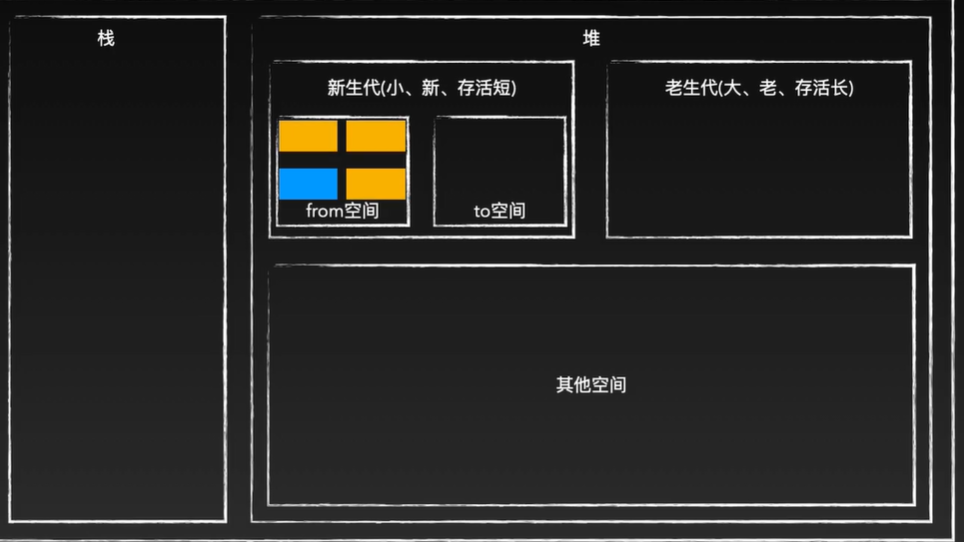 栈
堆
新生代(小、新、存活短)
老生代(大、老、存活长)
from空间
to空间
其他空间